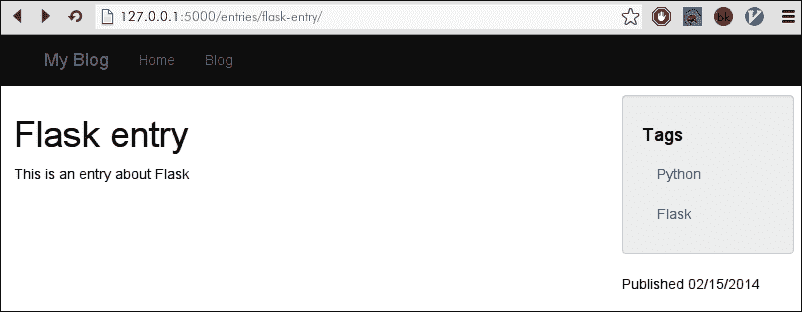 127.0.0.1:5000/entries/flask-entry/
bk
My Blog Home Blog
Flask entry
This is an entry about Flask
Tags
Python
Flask
Published 02/15/2014